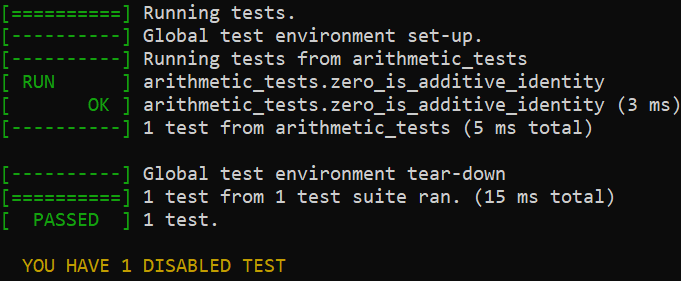 [==========] Running tests.
[----------] Global test environment set-up.
[----------] Running tests from arithmetic_tests
[ RUN      ] arithmetic_tests.zero_is_additive_identity
[       OK ] arithmetic_tests.zero_is_additive_identity (3 ms)
[----------] 1 test from arithmetic_tests (5 ms total)

[----------] Global test environment tear-down
[==========] 1 test from 1 test suite ran. (15 ms total)
[  PASSED  ] 1 test.

  YOU HAVE 1 DISABLED TEST